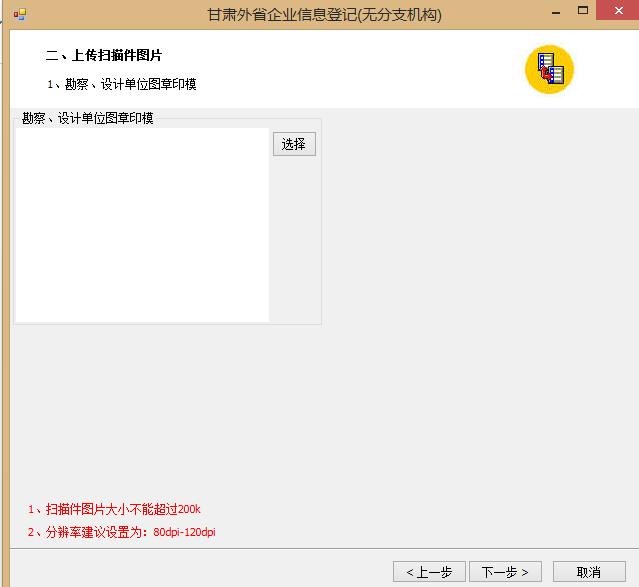 甘肃外省企业信息登记(无分支机构)
二、上传扫描件图片
1、勘察、设计单位图章印模
勘察、设计单位图章印模
选择
1、扫描件图片大小不能超过200k
2、分辨率建议设置为：80dpi-120dpi
< 上一步
下一步 >
取消